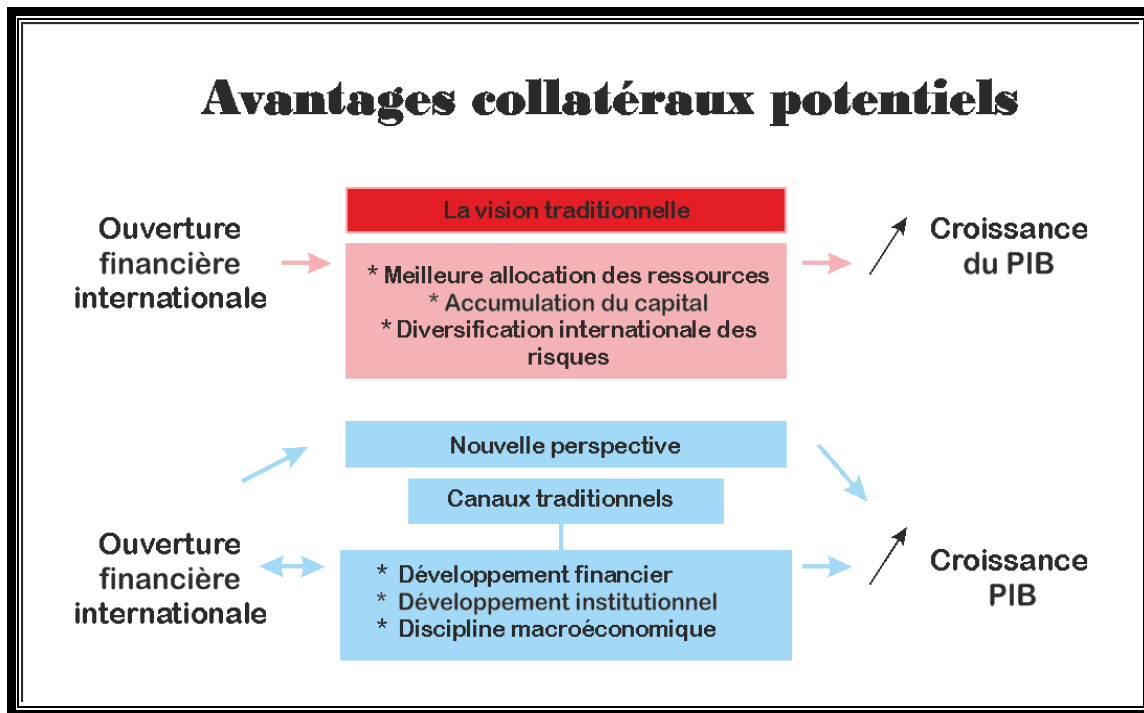 Avantages collatéraux potentiels
La vision traditionnelle
Ouverture
financière
internationale
* Meilleure allocation des ressources
* Accumulation du capital
* Diversification internationale des
risques
Croissance
du PIB
Nouvelle perspective
Canaux traditionnels
Ouverture
financière
internationale
* Développement financier
* Développement institutionnel
* Discipline macroéconomique
Croissance
PIB